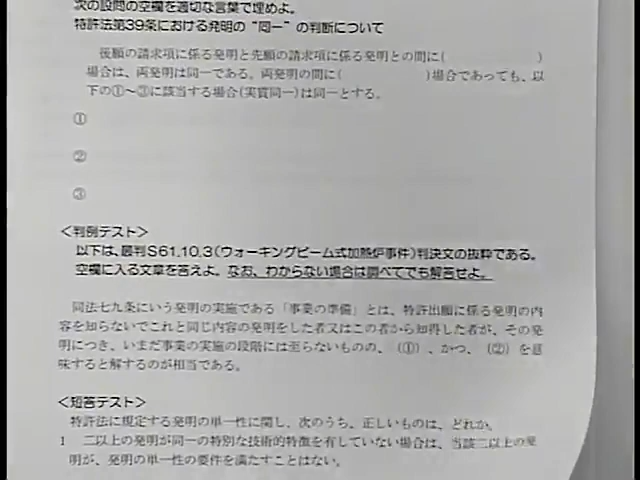 次の設問の空欄を適切な言葉で埋めよ。
特許法第39条における発明の"同一"の判断について
後願の請求項に係る発明と先願の請求項に係る発明との間に( )
場合は、両発明は同一である。両発明の間に( )場合であっても、以
下の①~③に該当する場合(実質同一)は同一とする。
①
②
③
<判例テスト>
以下は、最判S61.10.3(ウォーキングビーム式加熱炉事件)判決文の抜粋である。
空欄に入る文章を答えよ。なお、わからない場合は調べてでも解答せよ。
同法七九条にいう発明の実施である「事業の準備」とは、特許出願に係る発明の内
容を知らないでこれと同じ内容の発明をした者又はこの者から知得した者が、その発
明につき、いまだ事業の実施の段階には至らないものの、(①)、かつ、(②)を意
味すると解するのが相当である。
<短答テスト>
特許法に規定する発明の単一性に関し、次のうち、正しいものは、どれか。
1 二以上の発明が同一の特別な技術的特徴を有していない場合は、当該二以上の発
明が、発明の単一性の要件を満たすことはない。